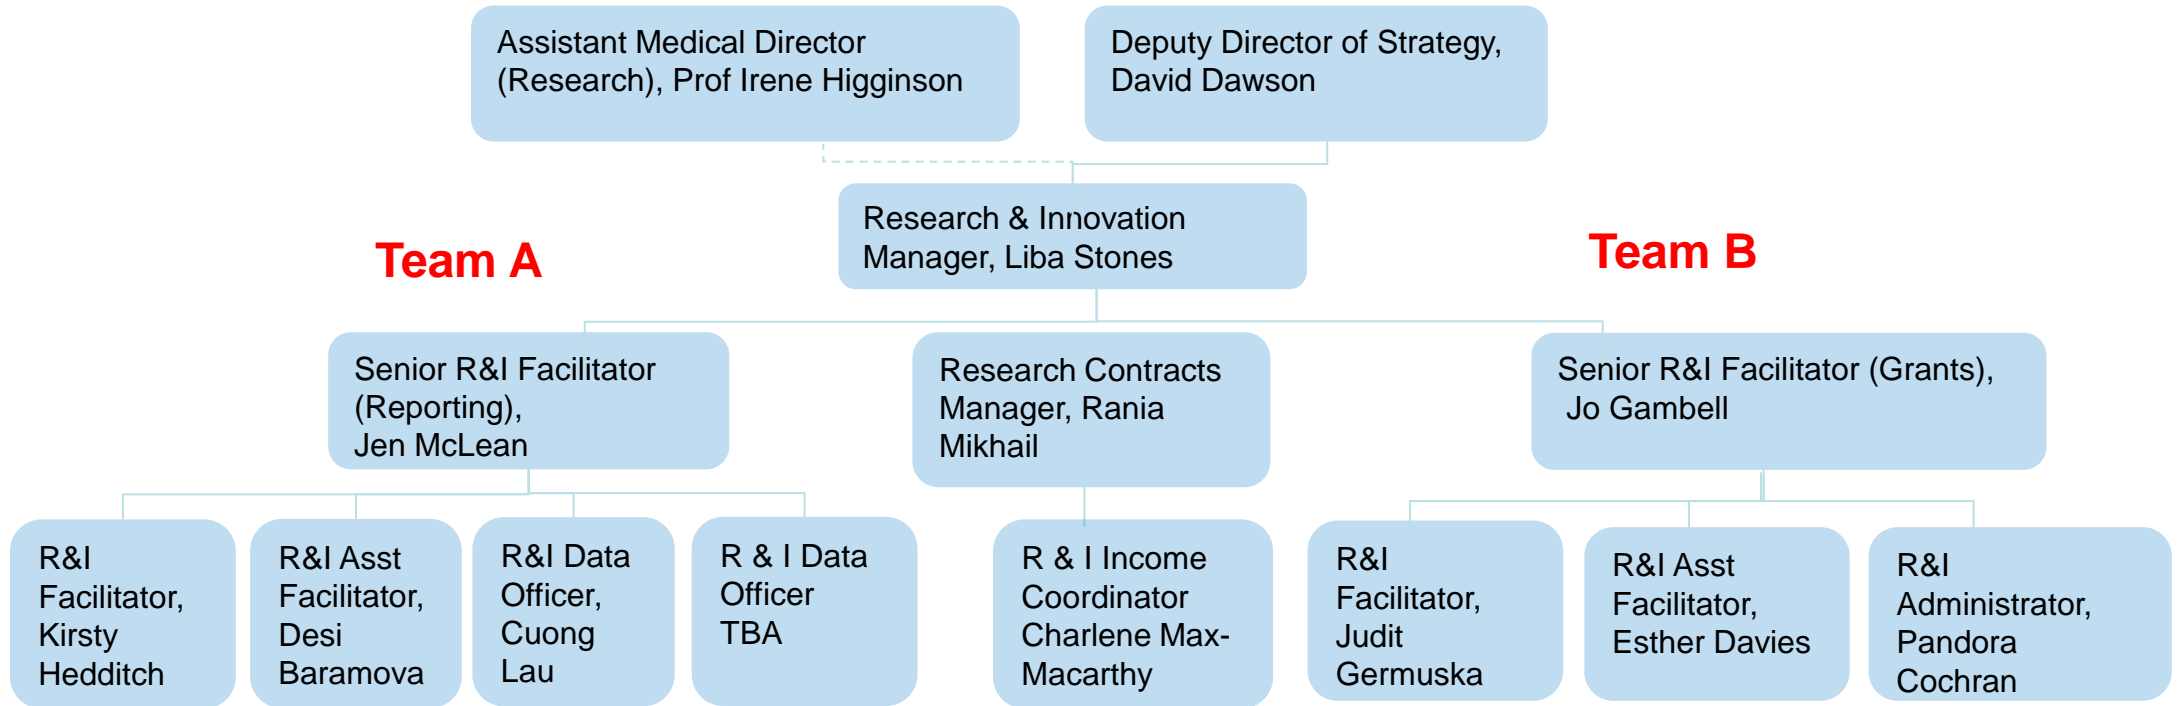 Assistant Medical Director
(Research), Prof Irene Higginson
Deputy Director of Strategy,
David Dawson
Research & Innovation
Manager, Liba Stones
Team A
Team B
Senior R&I Facilitator
(Reporting),
Jen McLean
Research Contracts
Manager, Rania
Mikhail
Senior R&I Facilitator (Grants),
Jo Gambell
R&I
Facilitator,
Kirsty
Hedditch
R&I Asst
Facilitator,
Desi
Baramova
R&I Data
Officer,
Cuong
Lau
R & I Data
Officer
TBA
R & I Income
Coordinator
Charlene Max-
Macarthy
R&I
Facilitator,
Judit
Germuska
R&I Asst
Facilitator,
Esther Davies
R&I
Administrator,
Pandora
Cochran